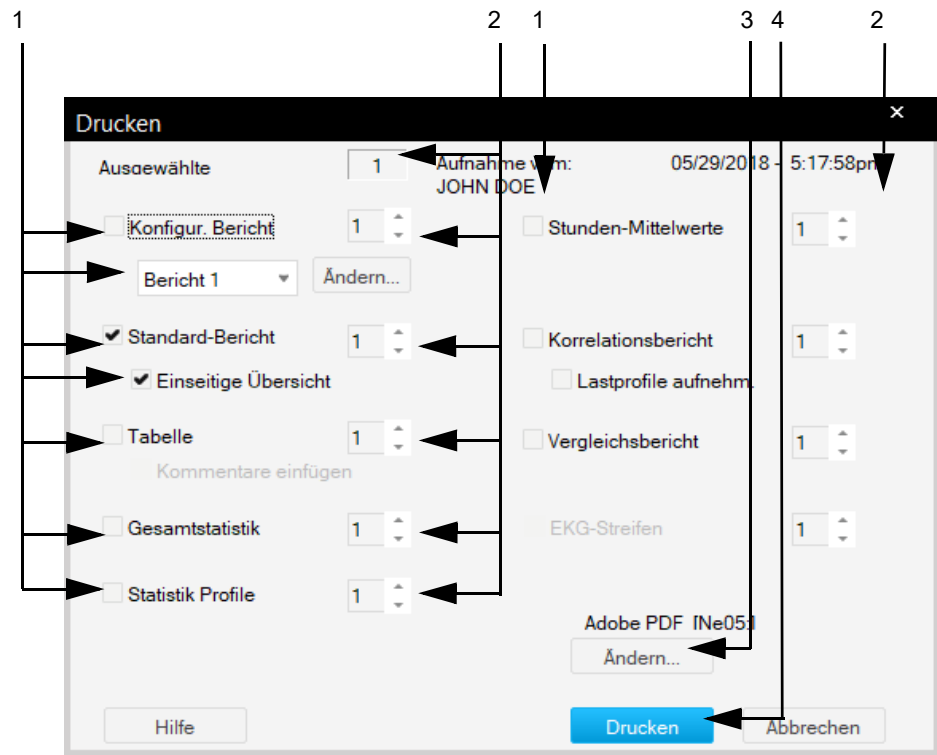 1 2 1 3 4 2
Drucken ×
Ausgewählte 1 Aufnahme vom: 05/29/2018 - 5:17:58pm
JOHN DOE
Konfigur. Bericht 1 Stunden-Mittelwerte 1
Bericht 1 Ändern...
Standard-Bericht 1 Korrelationsbericht 1
Einseitige Übersicht Lastprofile aufnehm.
Tabelle 1 Vergleichsbericht 1
Kommentare einfügen
Gesamtstatistik 1 EKG-Streifen 1
Statistik Profile 1
Adobe PDF
Ändern...
Hilfe Drucken Abbrechen